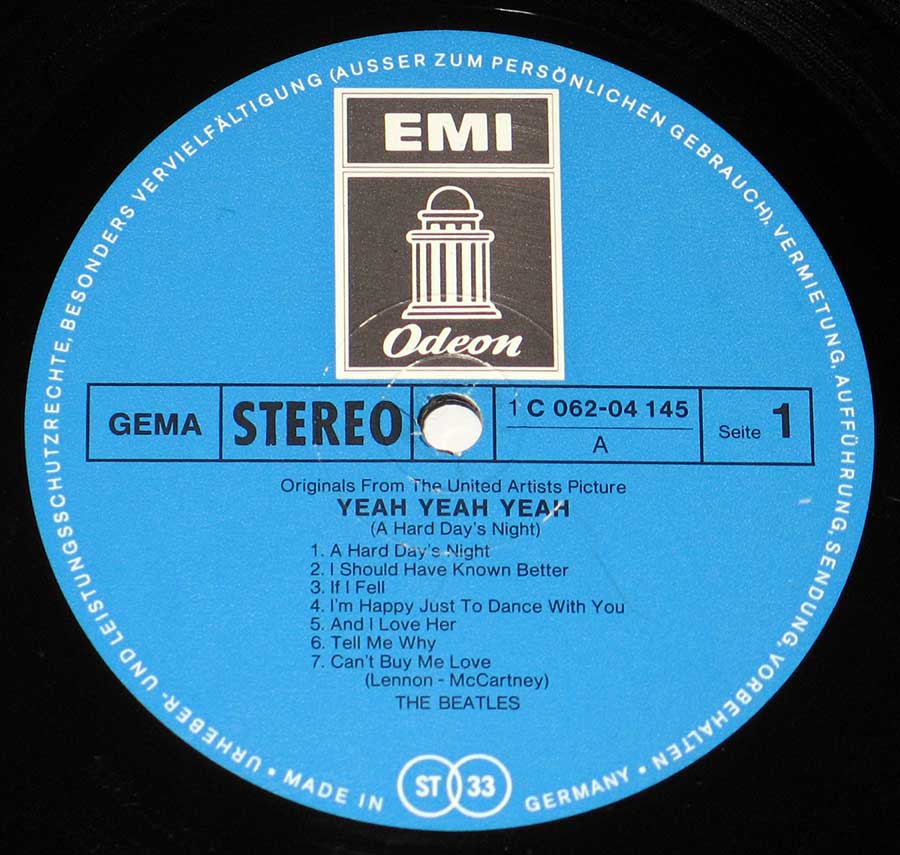 URHEBER- UND LEISTUNGSSCHUTZRECHTE, BESONDERS VERVIELFÄLTIGUNG (AUSSER ZUM PERSÖNLICHEN GEBRAUCH), VERMIETUNG, AUFFÜHRUNG, SENDUNG, VORBEHALTEN •
EMI
Odeon
GEMA STEREO 1 C 062-04 145 Seite 1
A
Originals From The United Artists Picture
YEAH YEAH YEAH
(A Hard Day's Night)
1. A Hard Day's Night
2. I Should Have Known Better
3. If I Fell
4. I'm Happy Just To Dance With You
5. And I Love Her
6. Tell Me Why
7. Can't Buy Me Love
(Lennon - McCartney)
THE BEATLES
• MADE IN ST 33 GERMANY •